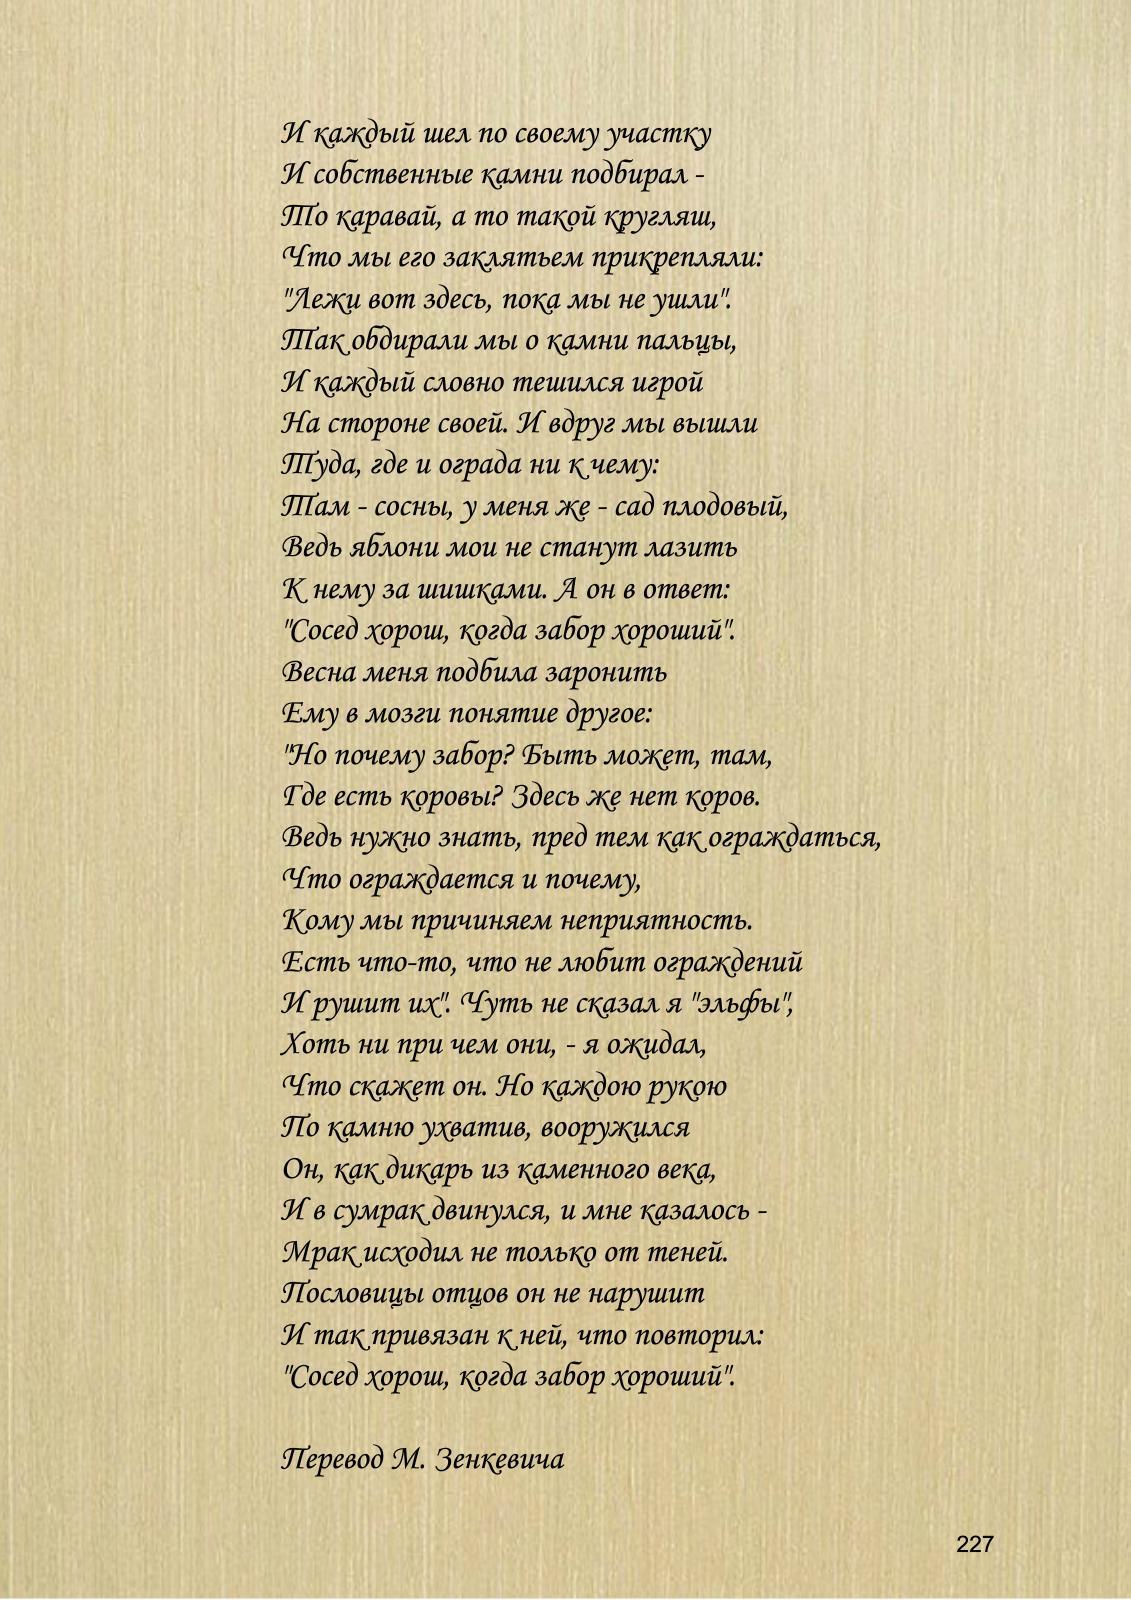 И каждый шел по своему участку
И собственные камни подбирал -
То каравай, а то такой кругляш,
Что мы его заклятьем прикрепляли:
"Лежи вот здесь, пока мы не ушли".
Так обдирали мы о камни пальцы,
И каждый словно тешился игрой
На стороне своей. И вдруг мы вышли
Туда, где и ограда ни к чему:
Там - сосны, у меня же - сад плодовый,
Ведь яблони мои не станут лазить
К нему за шишками. А он в ответ:
"Сосед хорош, когда забор хороший".
Весна меня подбила заронить
Ему в мозги понятие другое:
"Но почему забор? Быть может, там,
Где есть коровы? Здесь же нет коров.
Ведь нужно знать, пред тем как ограждаться,
Что ограждается и почему,
Кому мы причиняем неприятность.
Есть что-то, что не любит ограждений
И рушит их". Чуть не сказал я "эльфы",
Хоть ни при чем они, - я ожидал,
Что скажет он. Но каждою рукою
По камню ухватив, вооружился
Он, как дикарь из каменного века,
И в сумрак двинулся, и мне казалось -
Мрак исходил не только от теней.
Пословицы отцов он не нарушит
И так привязан к ней, что повторил:
"Сосед хорош, когда забор хороший".
Перевод М. Зенкевича
227